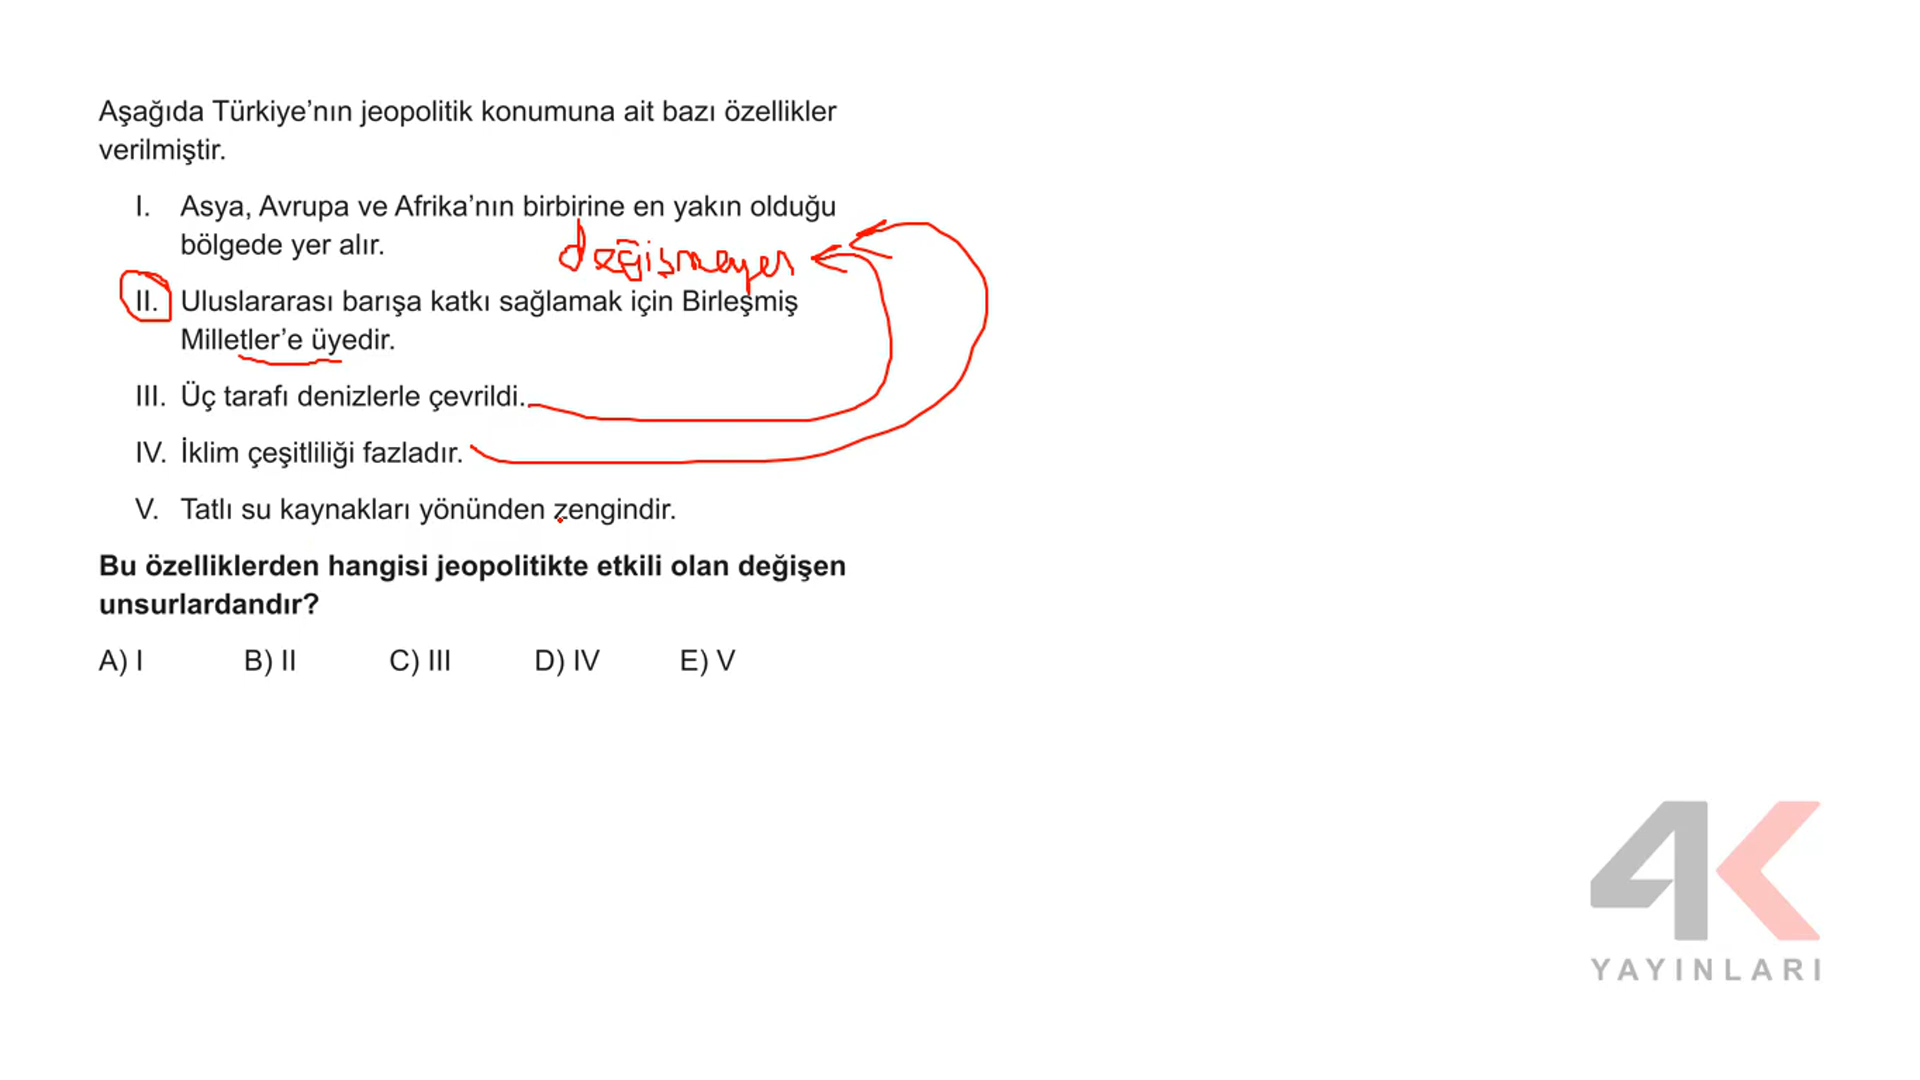 Aşağıda Türkiye’nın jeopolitik konumuna ait bazı özellikler
verilmiştir.
I. Asya, Avrupa ve Afrika’nın birbirine en yakın olduğu
bölgede yer alır.
değişmeyen
II. Uluslararası barışa katkı sağlamak için Birleşmiş
Milletler’e üyedir.
III. Üç tarafı denizlerle çevrildi.
IV. İklim çeşitliliği fazladır.
V. Tatlı su kaynakları yönünden zengindir.
Bu özelliklerden hangisi jeopolitikte etkili olan değişen
unsurlardandır?
A) I B) II C) III D) IV E) V
4K
YAYINLARI